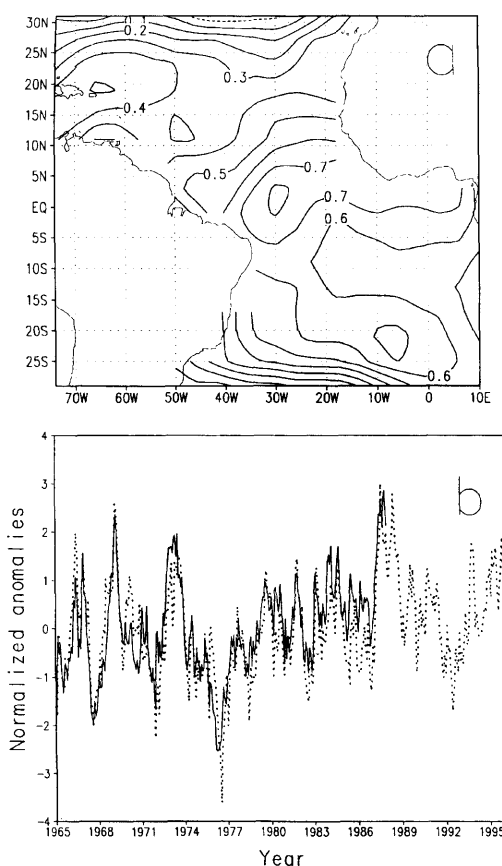 30N
25N
20N
15N
10N
5N
EQ
5S
10S
15S
20S
25S
70W 60W 50W 40W 30W 20W 10W 0 10E
0.2
0.3
0.4
0.5
0.7
0.7
0.6
0.6
a
4
3
2
1
0
-1
-2
-3
-4
Normalized anomalies
b
1965 1968 1971 1974 1977 1980 1983 1986 1989 1992 1995
Year